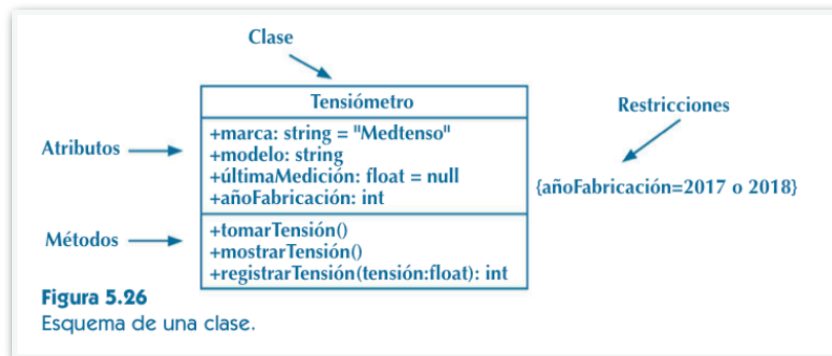 Clase
Tensiómetro
Restricciones
Atributos
+marca: string = "Medtenso"
+modelo: string
+últimaMedición: float = null
+añoFabricación: int
{añoFabricación=2017 o 2018}
Métodos
+tomarTensión()
+mostrarTensión()
+registrarTensión(tensión:float): int
Figura 5.26
Esquema de una clase.